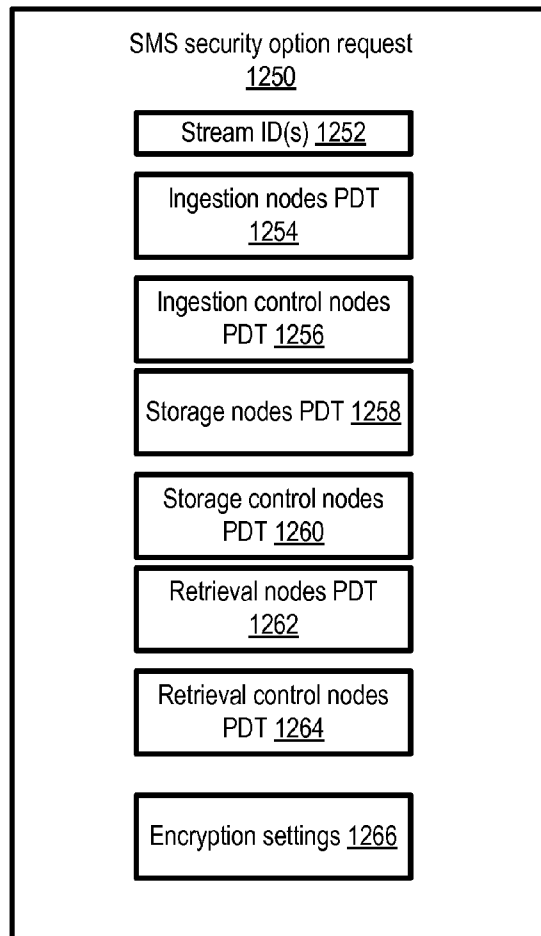 SMS security option request
1250
Stream ID(s) 1252
Ingestion nodes PDT
1254
Ingestion control nodes
PDT 1256
Storage nodes PDT 1258
Storage control nodes
PDT 1260
Retrieval nodes PDT
1262
Retrieval control nodes
PDT 1264
Encryption settings 1266